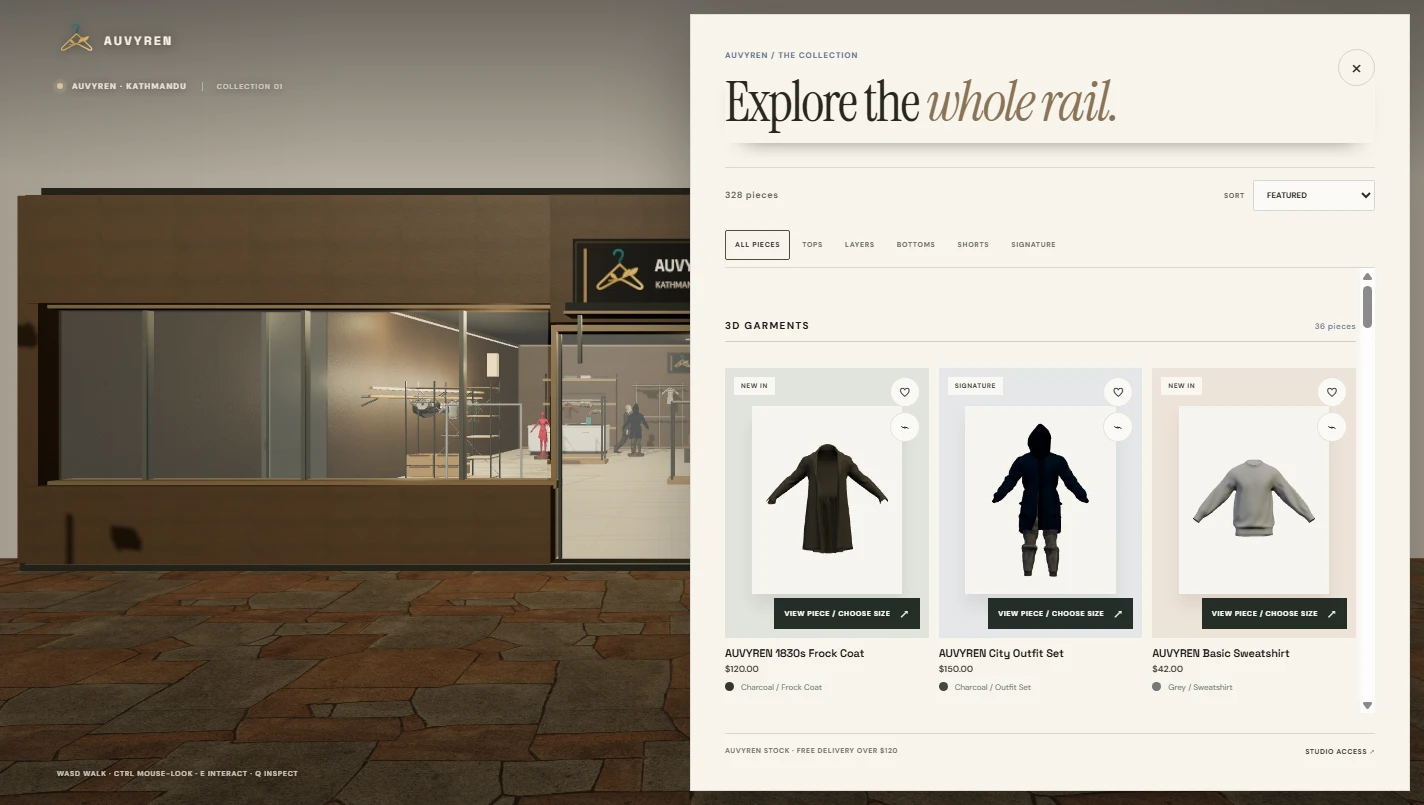 AUVYREN
AUVYREN · KATHMANDU
COLLECTION 01
AUVYREN / THE COLLECTION
Explore the whole rail.
328 pieces
SORT
FEATURED
ALL PIECES
TOPS
LAYERS
BOTTOMS
SHORTS
SIGNATURE
AUVY
KATHMAN
3D GARMENTS
36 pieces
NEW IN
SIGNATURE
NEW IN
VIEW PIECE / CHOOSE SIZE ↗
VIEW PIECE / CHOOSE SIZE ↗
VIEW PIECE / CHOOSE SIZE ↗
AUVYREN 1830s Frock Coat
$120.00
Charcoal / Frock Coat
AUVYREN City Outfit Set
$150.00
Charcoal / Outfit Set
AUVYREN Basic Sweatshirt
$42.00
Grey / Sweatshirt
AUVYREN STOCK · FREE DELIVERY OVER $120
STUDIO ACCESS ↗
WASD WALK · CTRL MOUSE-LOOK · E INTERACT · Q INSPECT